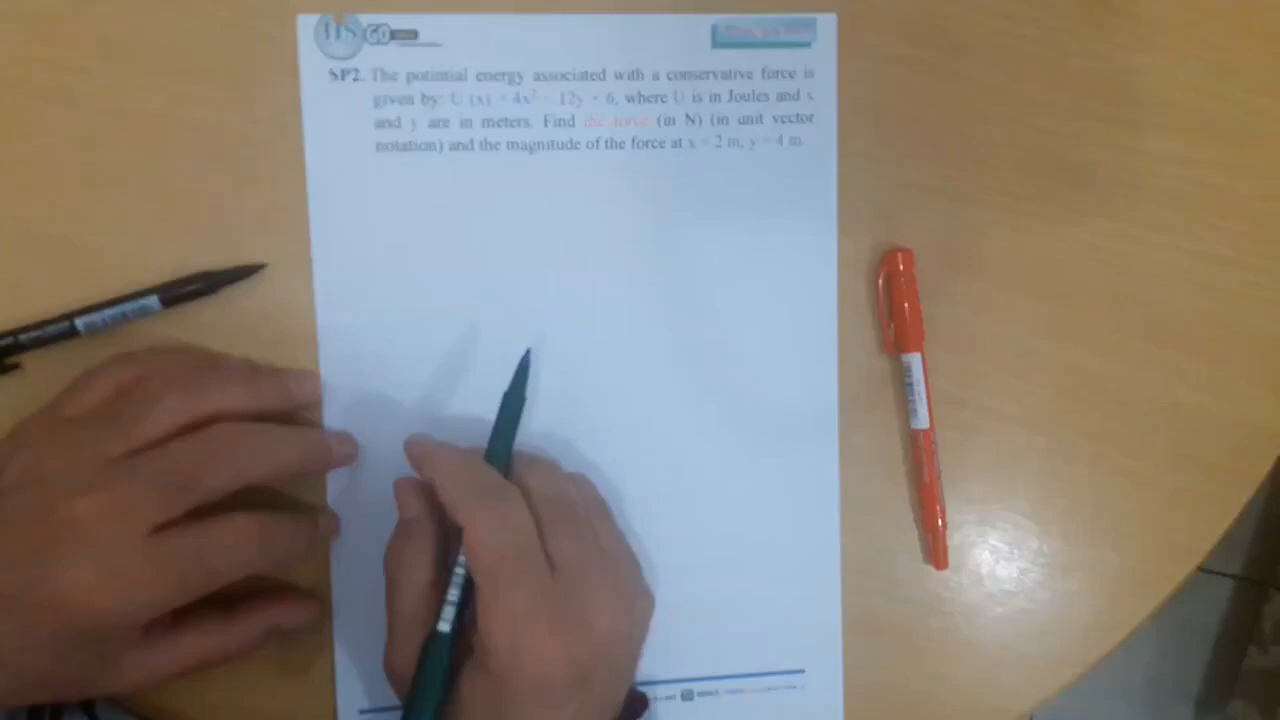 GO
SP2. The potintial energy associated with a conservative force is
given by: U (x) = 4x² - 12y + 6, where U is in Joules and x
and y are in meters. Find the force (in N) (in unit vector
notation) and the magnitude of the force at x = 2 m, y = 4 m.